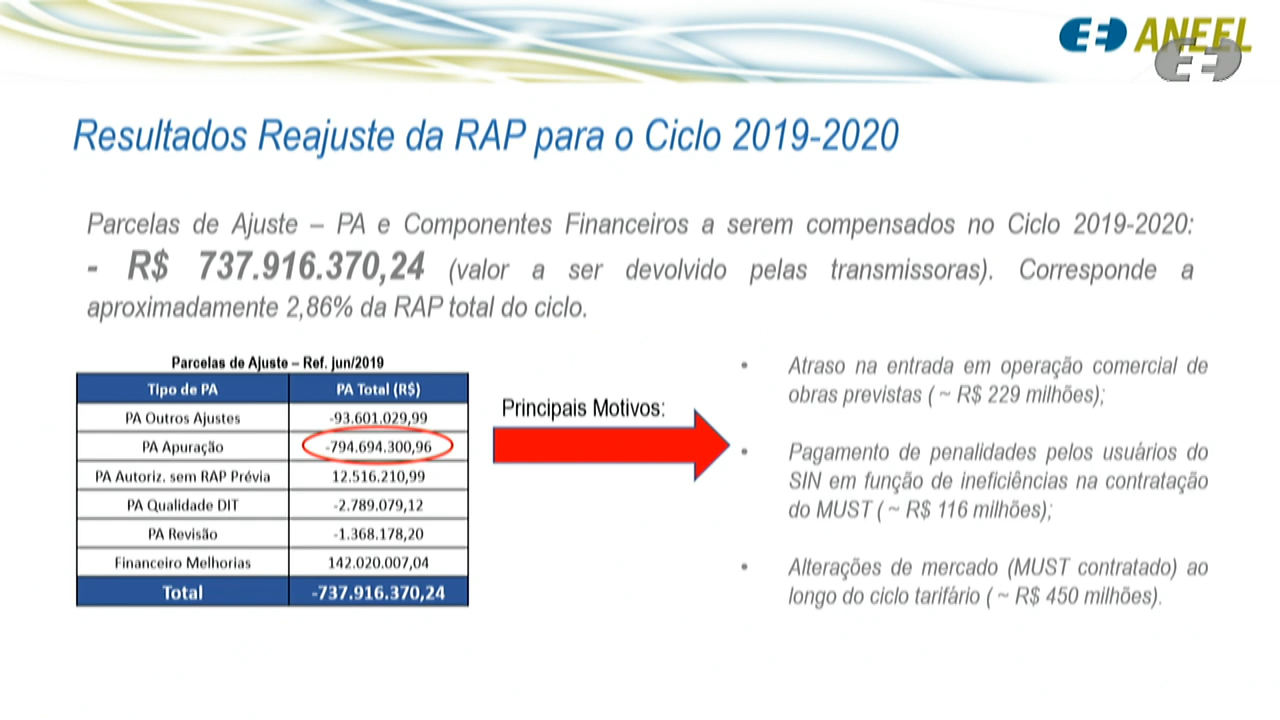 ANEEL
Resultados Reajuste da RAP para o Ciclo 2019-2020
Parcelas de Ajuste – PA e Componentes Financeiros a serem compensados no Ciclo 2019-2020:
- R$ 737.916.370,24 (valor a ser devolvido pelas transmissoras). Corresponde a
aproximadamente 2,86% da RAP total do ciclo.
Parcelas de Ajuste – Ref. Jun/2019
Tipo de PA PA Total (R$)
PA Outros Ajustes -93.601.029,99
PA Apuração -794.694.300,96
PA Autoriz. sem RAP Prévia 12.516.210,99
PA Qualidade DIT -2.789.079,12
PA Revisão -1.368.178,20
Financeiro Melhorias 142.020.007,04
Total -737.916.370,24
Principais Motivos:
• Atraso na entrada em operação comercial de
obras previstas ( ~ R$ 229 milhões);
• Pagamento de penalidades pelos usuários do
SIN em função de ineficiências na contratação
do MUST ( ~ R$ 116 milhões);
• Alterações de mercado (MUST contratado) ao
longo do ciclo tarifário ( ~ R$ 450 milhões).